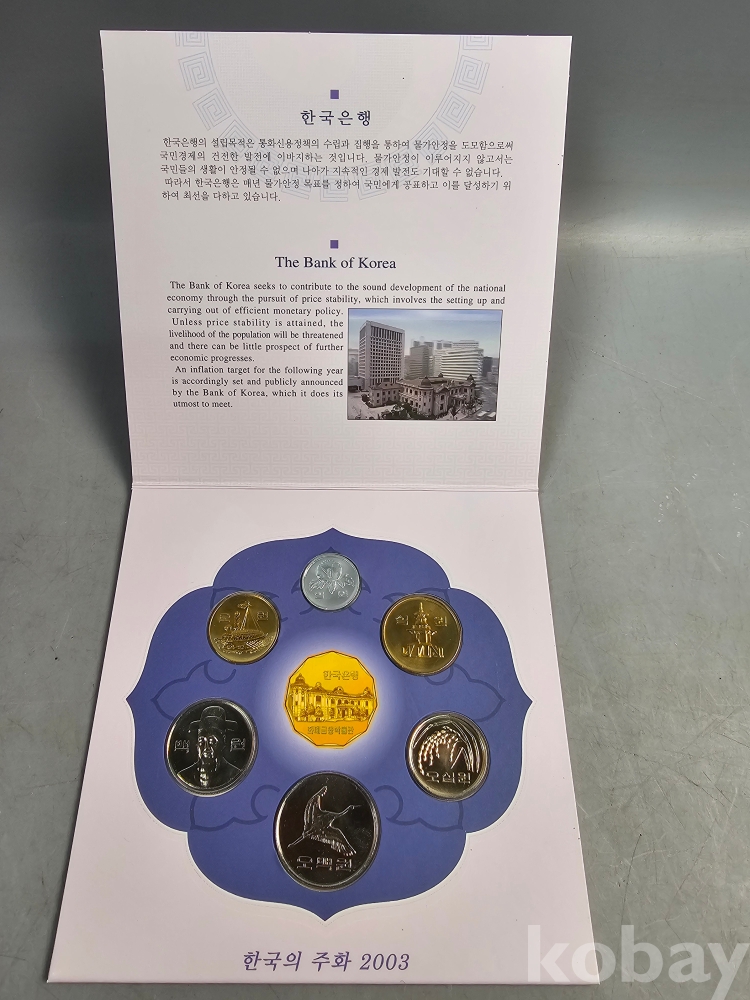 한국은행
한국은행의 설립목적은 통화신용정책의 수립과 집행을 통하여 물가안정을 도모함으로써
국민경제의 건전한 발전에 이바지하는 것입니다. 물가안정이 이루어지지 않고서는
국민들의 생활이 안정될 수 없으며 나아가 지속적인 경제 발전도 기대할 수 없습니다.
따라서 한국은행은 매년 물가안정 목표를 정하여 국민에게 공표하고 이를 달성하기 위
하여 최선을 다하고 있습니다.
The Bank of Korea
The Bank of Korea seeks to contribute to the sound development of the national
economy through the pursuit of price stability, which involves the setting up and
carrying out of efficient monetary policy.
Unless price stability is attained, the
livelihood of the population will be threatened
and there can be little prospect of further
economic progresses.
An inflation target for the following year
is accordingly set and publicly announced
by the Bank of Korea, which it does its
utmost to meet.
일 원
오 원
십 원
한국은행
화폐금융박물관
백 원
오십원
오백원
한국의 주화 2003
kobay